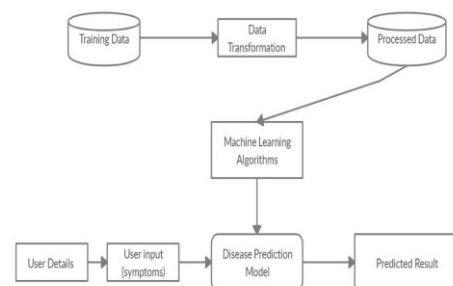 Training Data
Data
Transformation
Processed Data
Machine Learning
Algorithms
User Details
User input
(symptoms)
Disease Prediction
Model
Predicted Result